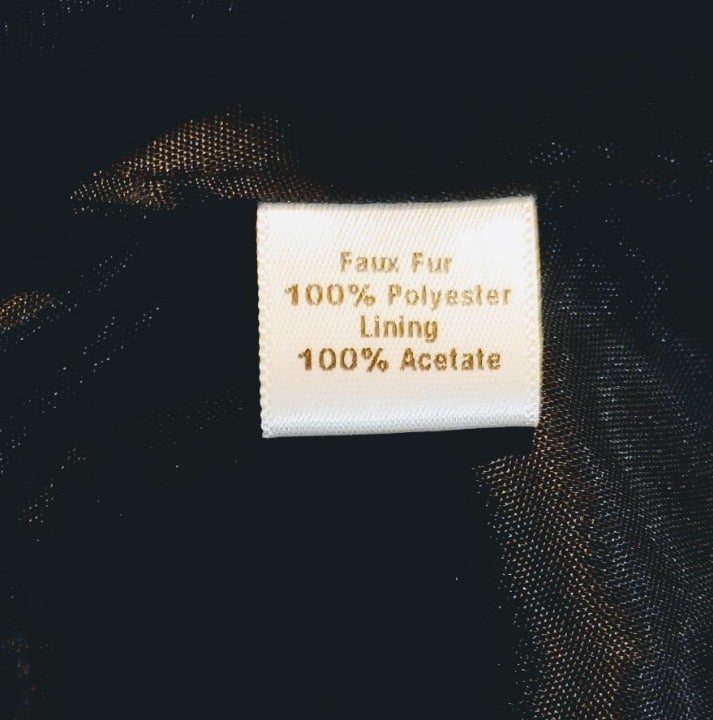 Faux Fur
100% Polyester
Lining
100% Acetate